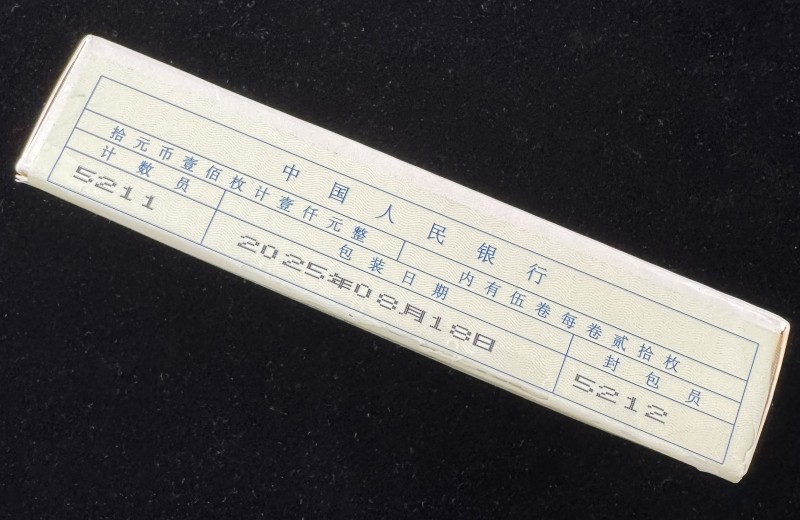 中国人民银行
拾元币壹佰枚计壹仟元整 内有伍卷每卷贰拾枚
计数员 包装日期 封包员
5211 2025年08月18日 5212